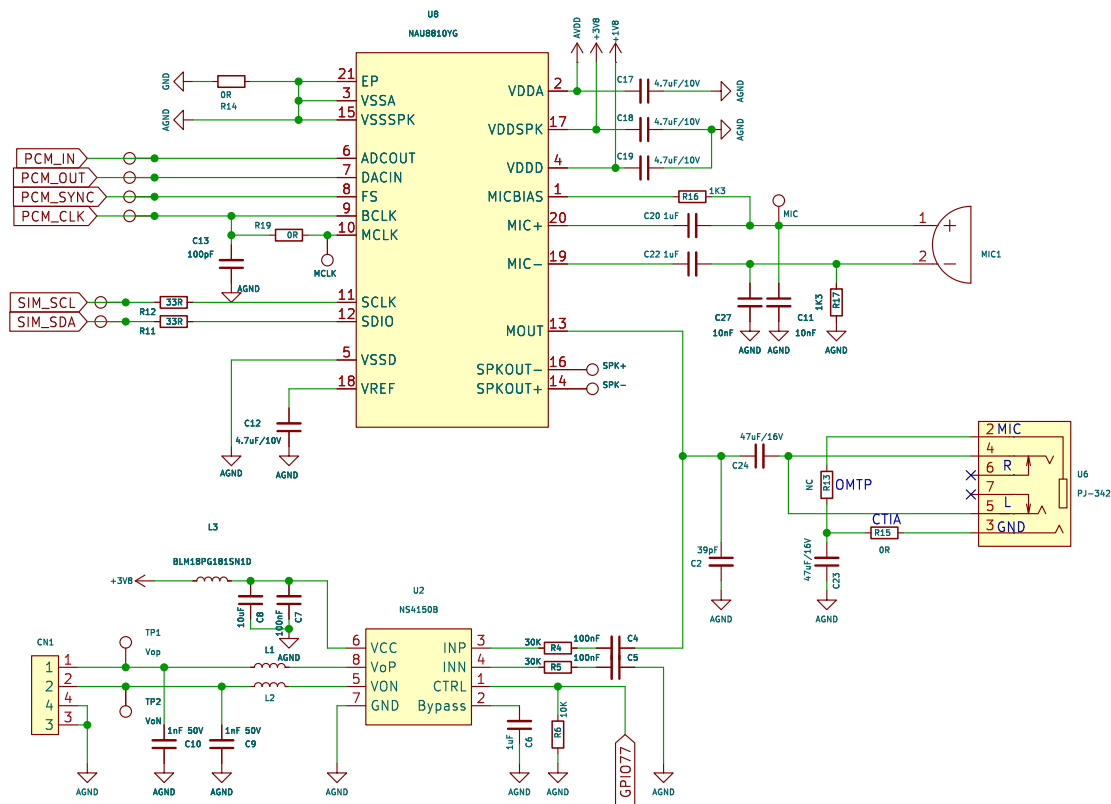 U8
NAU8810YG
GND
0R
R14
AGND
21 EP
3 VSSA
15 VSSSPK
PCM_IN
6 ADCOUT
PCM_OUT
7 DACIN
PCM_SYNC
8 FS
PCM_CLK
9 BCLK
10 MCLK
R19
0R
C13
100pF
AGND
MCLK
SIM_SCL
33R
R12
11 SCLK
SIM_SDA
33R
R11
12 SDIO
5 VSSD
18 VREF
C12
4.7uF/10V
AGND
AGND
AVDD
+3V8
+1V8
VDDA 2
C17
4.7uF/10V
AGND
VDDSPK 17
C18
4.7uF/10V
AGND
VDDD 4
C19
4.7uF/10V
MICBIAS 1
R16
1K3
MIC+ 20
C20 1uF
MIC
MIC- 19
C22 1uF
1
+
2
−
MIC1
C27
10nF
AGND
C11
10nF
AGND
1K3
R17
AGND
MOUT 13
SPKOUT- 16
SPK+
SPKOUT+ 14
SPK-
47uF/16V
C24
39pF
C2
AGND
NC
R13
OMTP
CTIA
R15
0R
47uF/16V
C23
AGND
2 MIC
4
6 R
7
5 L
3 GND
U6
PJ-342
L3
BLM18PG181SN1D
+3V8
10uF
C8
100nF
C7
AGND
CN1
1 1
2 2
4 4
3 3
AGND
TP1
Vop
TP2
VoN
L1
L2
1nF 50V
C10
AGND
1nF 50V
C9
AGND
U2
NS4150B
6 VCC
8 VoP
5 VON
7 GND
AGND
INP 3
INN 4
CTRL 1
Bypass 2
30K
R4
100nF
C4
30K
R5
100nF
C5
1uF
C6
AGND
10K
R6
AGND
GPIO77
AGND